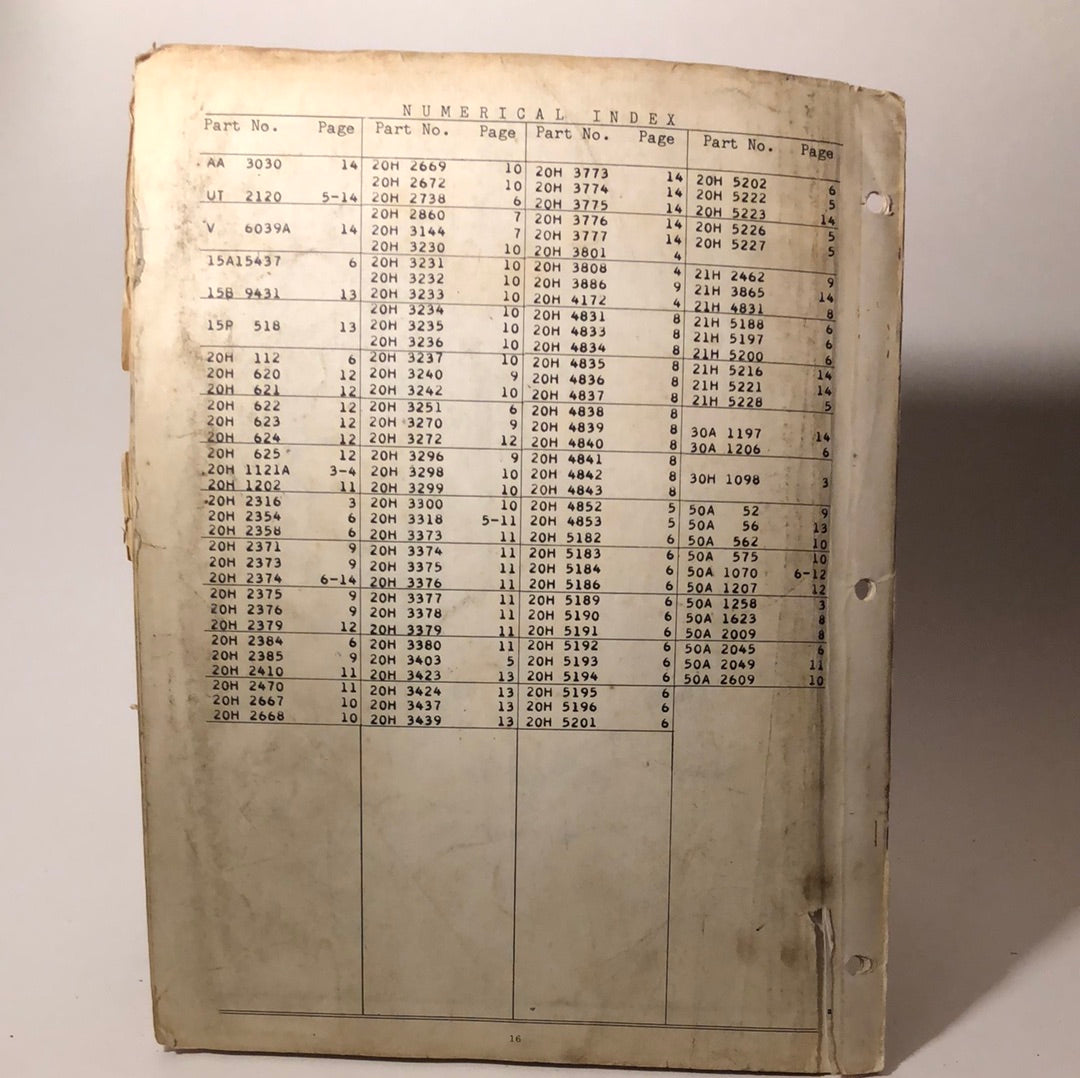 NUMERICAL INDEX
Part No. Page
AA 3030 14
UT 2120 5-14
V 6039A 14
15A15437 6
15B 9431 13
15P 518 13
20H 112 6
20H 620 12
20H 621 12
20H 622 12
20H 623 12
20H 624 12
20H 625 12
20H 1121A 3-4
20H 1202 11
20H 2316 3
20H 2354 6
20H 2358 6
20H 2371 9
20H 2373 9
20H 2374 6-14
20H 2375 9
20H 2376 9
20H 2379 12
20H 2384 6
20H 2385 9
20H 2410 11
20H 2470 11
20H 2667 10
20H 2668 10
Part No. Page
20H 2669 10
20H 2672 10
20H 2738 6
20H 2860 7
20H 3144 7
20H 3230 10
20H 3231 10
20H 3232 10
20H 3233 10
20H 3234 10
20H 3235 10
20H 3236 10
20H 3237 10
20H 3240 9
20H 3242 10
20H 3251 6
20H 3270 9
20H 3272 12
20H 3296 9
20H 3298 10
20H 3299 10
20H 3300 10
20H 3318 5-11
20H 3373 11
20H 3374 11
20H 3375 11
20H 3376 11
20H 3377 11
20H 3378 11
20H 3379 11
20H 3380 11
20H 3403 5
20H 3423 13
20H 3424 13
20H 3437 13
20H 3439 13
Part No. Page
20H 3773 14
20H 3774 14
20H 3775 14
20H 3776 14
20H 3777 14
20H 3801 4
20H 3808 4
20H 3886 9
20H 4172 4
20H 4831 8
20H 4833 8
20H 4834 8
20H 4835 8
20H 4836 8
20H 4837 8
20H 4838 8
20H 4839 8
20H 4840 8
20H 4841 8
20H 4842 8
20H 4843 8
20H 4852 5
20H 4853 5
20H 5182 6
20H 5183 6
20H 5184 6
20H 5186 6
20H 5189 6
20H 5190 6
20H 5191 6
20H 5192 6
20H 5193 6
20H 5194 6
20H 5195 6
20H 5196 6
20H 5201 6
Part No. Page
20H 5202 6
20H 5222 5
20H 5223 14
20H 5226 5
20H 5227 5
21H 2462 9
21H 3865 14
21H 4831 8
21H 5188 6
21H 5197 6
21H 5200 6
21H 5216 14
21H 5221 14
21H 5228 5
30A 1197 14
30A 1206 6
30H 1098 3
50A 52 9
50A 56 13
50A 562 10
50A 575 10
50A 1070 6-12
50A 1207 12
50A 1258 3
50A 1623 8
50A 2009 8
50A 2045 6
50A 2049 11
50A 2609 10
16